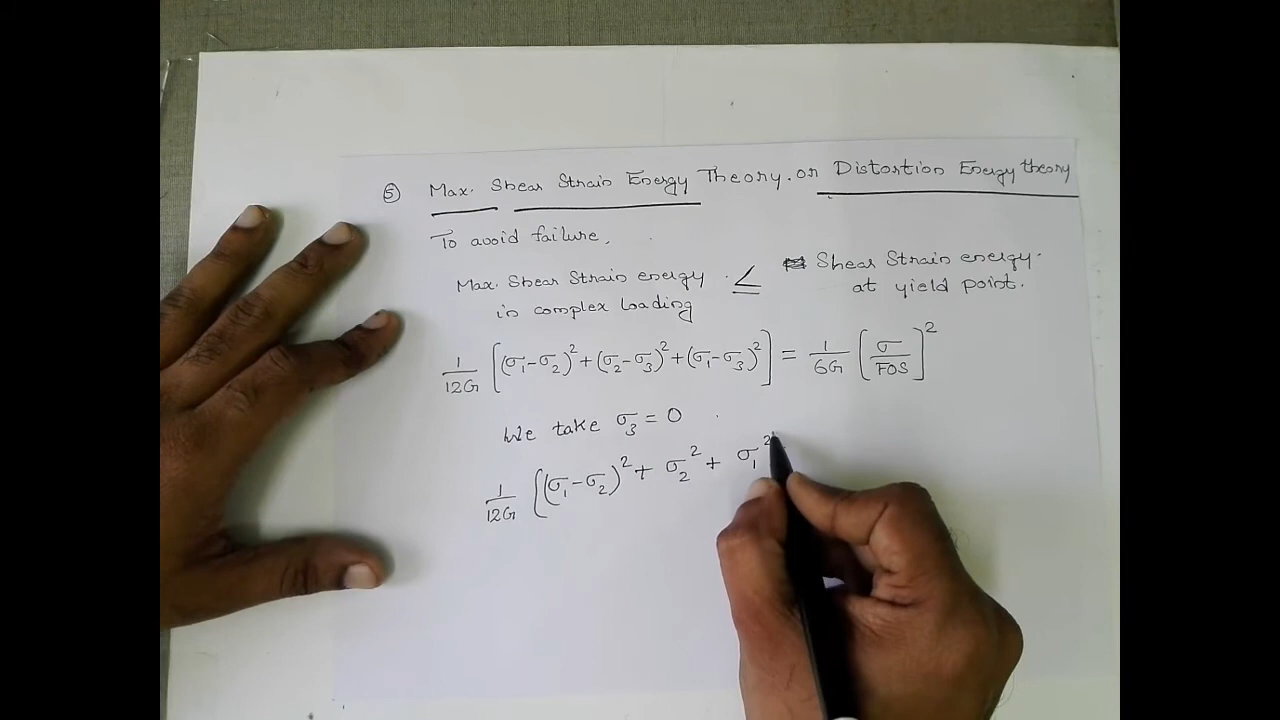 ⑤ Max. Shear Strain Energy Theory. or Distortion Energy theory
To avoid failure,
Max. Shear Strain energy in complex loading ≤ Shear Strain energy. at yield point.
1/12G [(σ₁-σ₂)²+(σ₂-σ₃)²+(σ₁-σ₃)²] = 1/6G [σ/FOS]²
We take σ₃ = 0
1/12G [(σ₁-σ₂)² + σ₂² + σ₁²